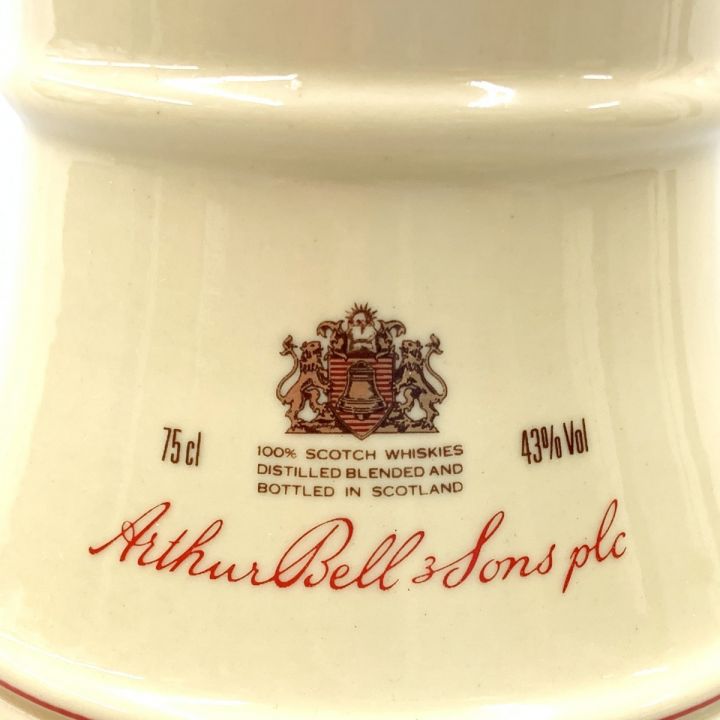 75 cl
43% Vol
100% SCOTCH WHISKIES
DISTILLED BLENDED AND
BOTTLED IN SCOTLAND
Arthur Bell & Sons plc